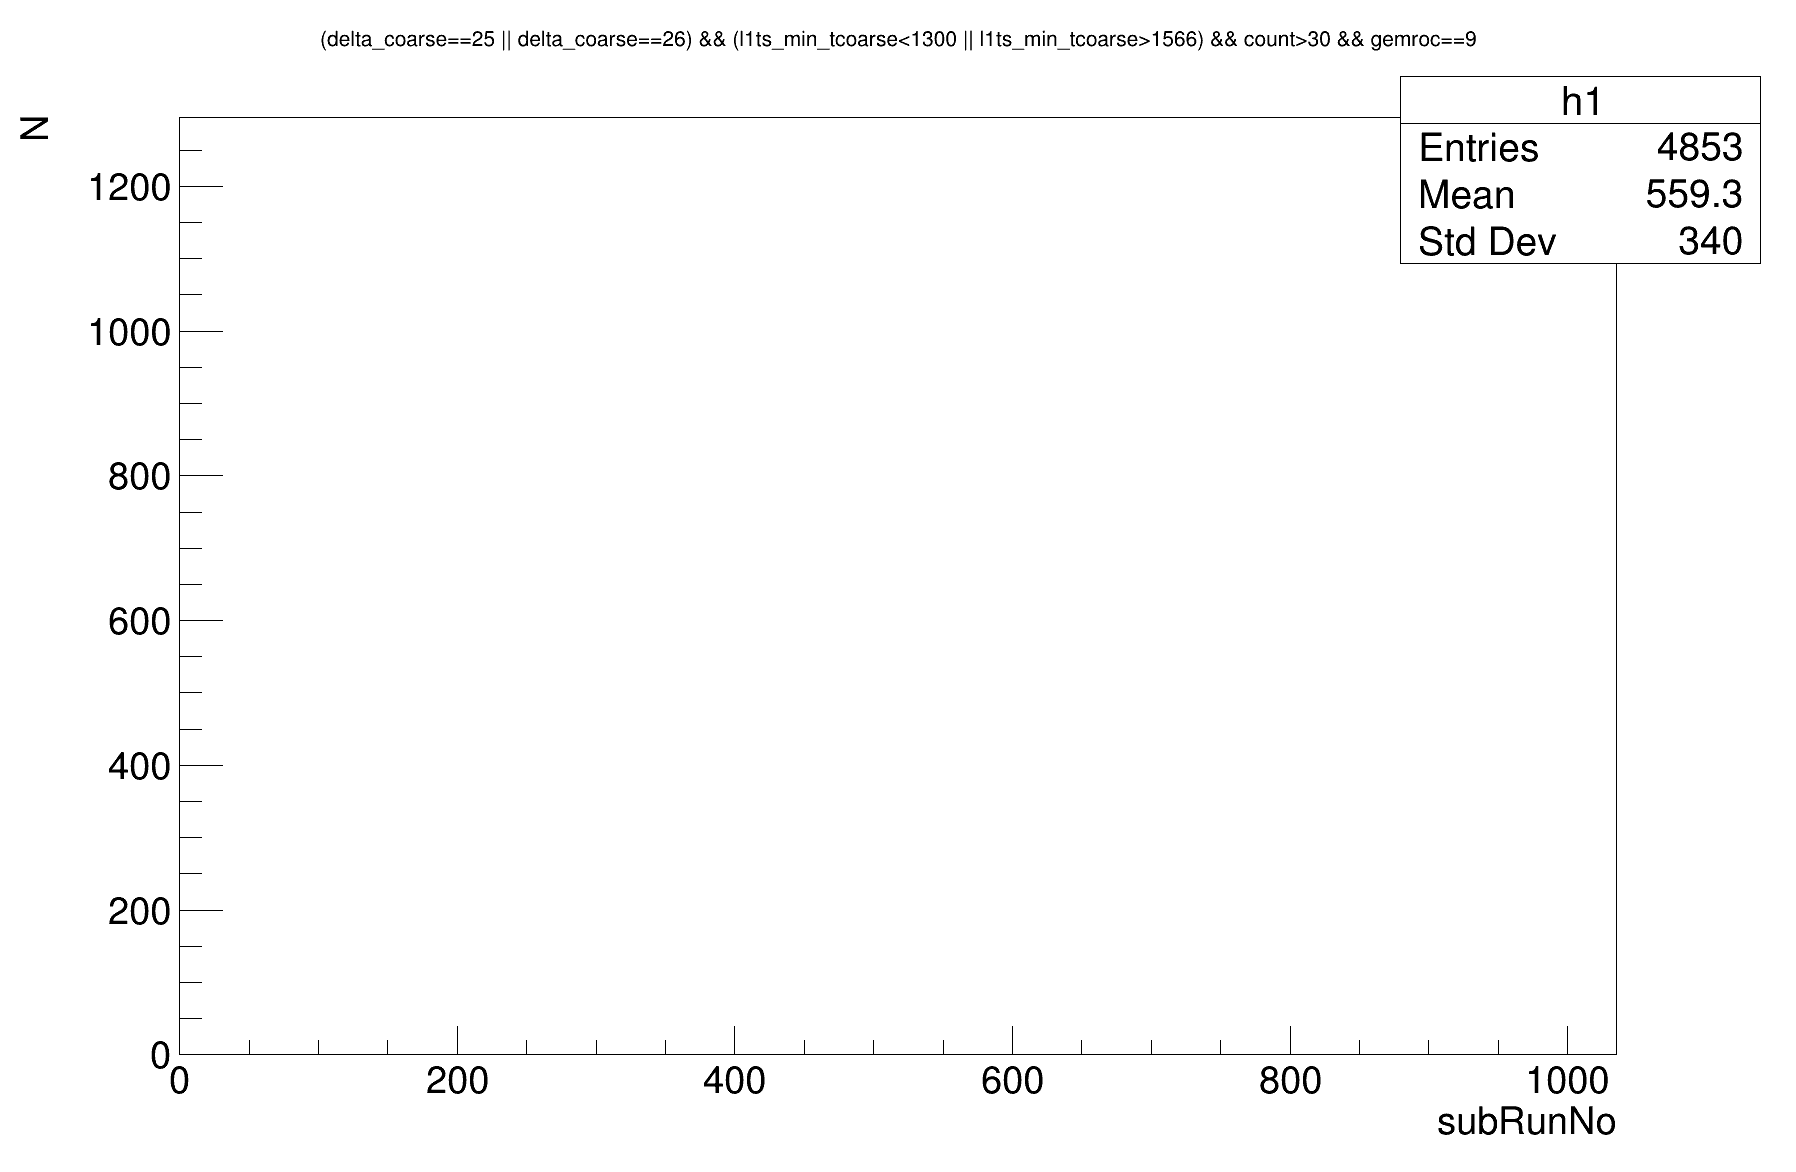 (delta_coarse==25 || delta_coarse==26) && (l1ts_min_tcoarse<1300 || l1ts_min_tcoarse>1566) && count>30 && gemroc==9
h1
Entries 4853
Mean 559.3
Std Dev 340
N
1200
1000
800
600
400
200
0
0 200 400 600 800 1000
subRunNo